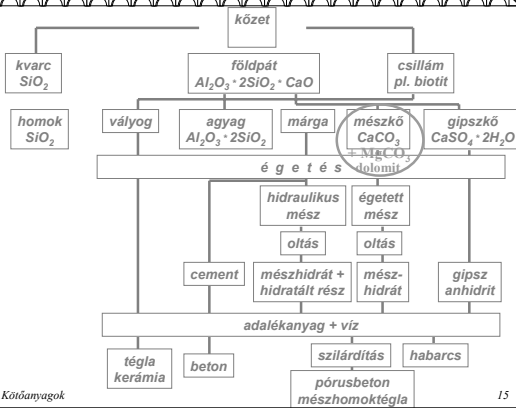 kőzet
kvarc
SiO2
földpát
Al2O3 * 2SiO2 * CaO
csillám
pl. biotit
homok
SiO2
vályog
agyag
Al2O3 * 2SiO2
márga
mészkő
CaCO3
+ MgCO3
dolomit
gipszkő
CaSO4 * 2H2O
é g e t é s
hidraulikus
mész
égetett
mész
oltás
oltás
cement
mészhidrát +
hidratált rész
mész-
hidrát
gipsz
anhidrit
adalékanyag + víz
tégla
kerámia
beton
szilárdítás
habarcs
pórusbeton
mészhomoktégla
Kötőanyagok
15